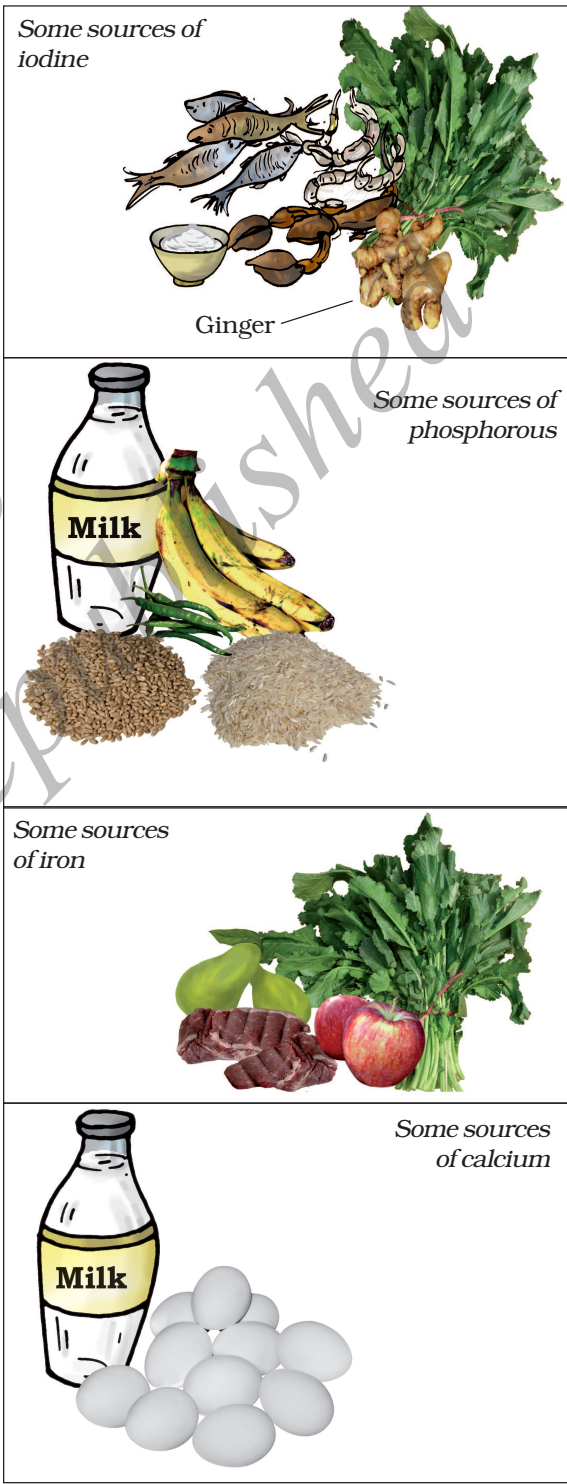 Some sources of
iodine
Ginger
Some sources of
phosphorous
Milk
republished
Some sources
of iron
Some sources
of calcium
Milk